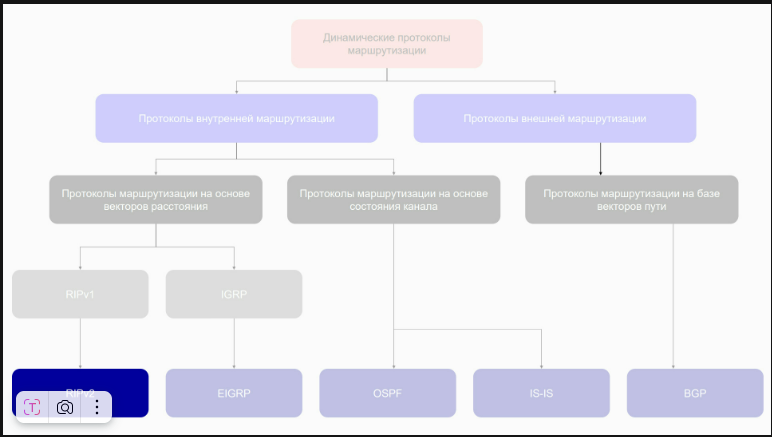 Динамические протоколы
маршрутизации
Протоколы внутренней маршрутизации
Протоколы внешней маршрутизации
Протоколы маршрутизации на основе
векторов расстояния
Протоколы маршрутизации на основе
состояния канала
Протоколы маршрутизации на базе
векторов пути
RIPv1
IGRP
RIPv2
EIGRP
OSPF
IS-IS
BGP
T